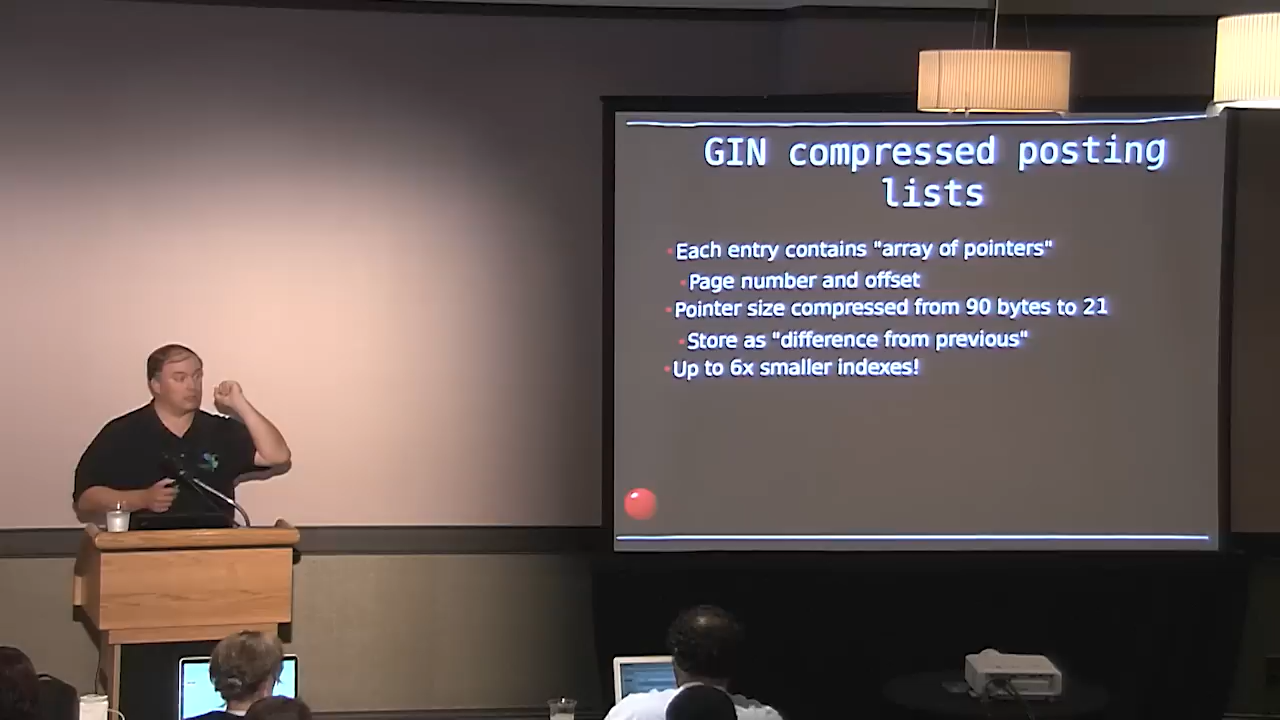 GIN compressed posting
lists
Each entry contains "array of pointers"
Page number and offset
Pointer size compressed from 90 bytes to 21
Store as "difference from previous"
Up to 6x smaller indexes!